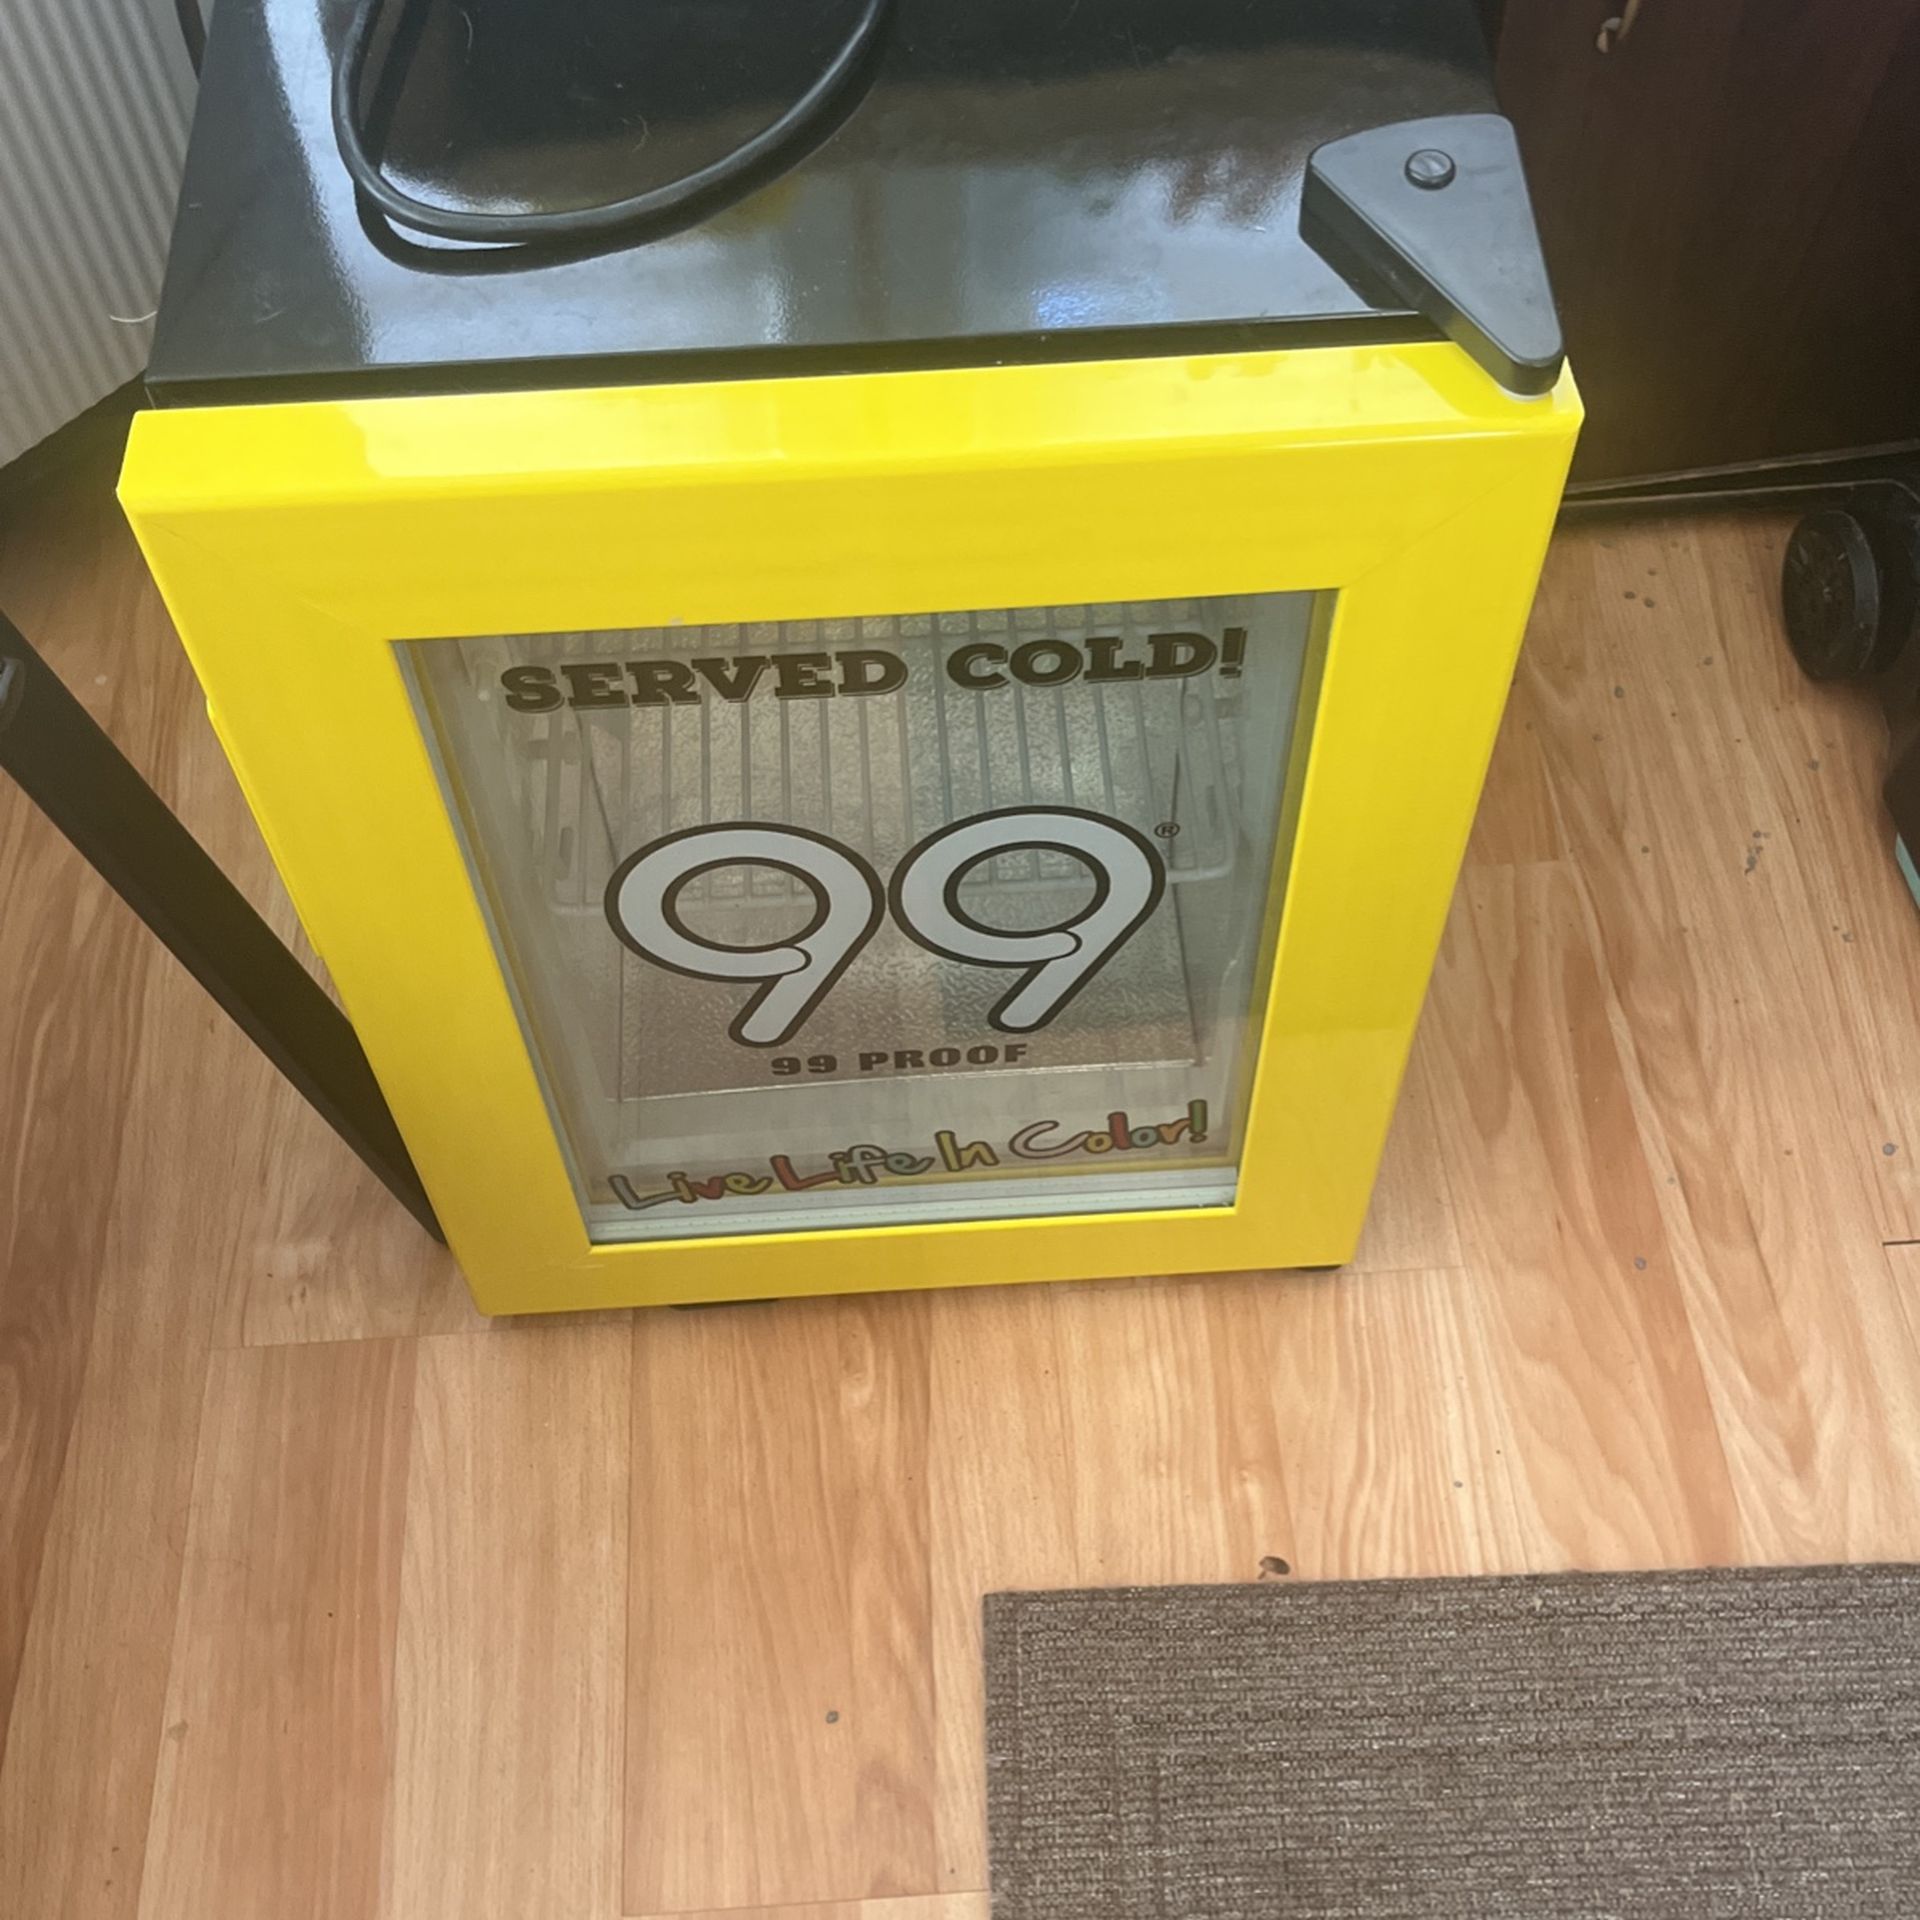 SERVED COLD!
99®
99 PROOF
Live Life In Color!